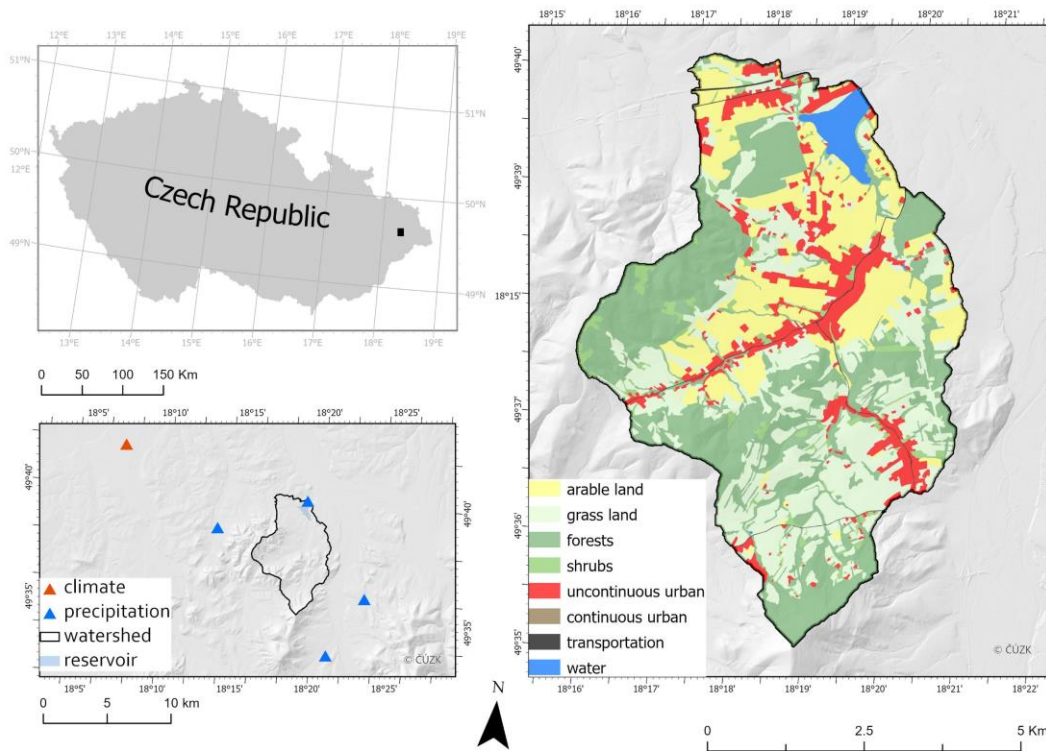 12°E 13°E 14°E 15°E 16°E 17°E 18°E 19°E
51°N
50°N
12°E
49°N
51°N
50°N
49°N
Czech Republic
13°E 14°E 15°E 16°E 17°E 18°E 19°E
0 50 100 150 Km
18°5' 18°10' 18°15' 18°20' 18°25'
49°40'
49°35'
49°40'
49°35'
climate
precipitation
watershed
reservoir
© ČÚZK
18°5' 18°10' 18°15' 18°20' 18°25'
0 5 10 km
N
18°15' 18°16' 18°17' 18°18' 18°19' 18°20' 18°21'
49°40'
49°39'
18°15'
49°37'
49°36'
49°35'
arable land
grass land
forests
shrubs
uncontinuous urban
continuous urban
transportation
water
© ČÚZK
18°16' 18°17' 18°18' 18°19' 18°20' 18°21' 18°22'
0 2.5 5 Km